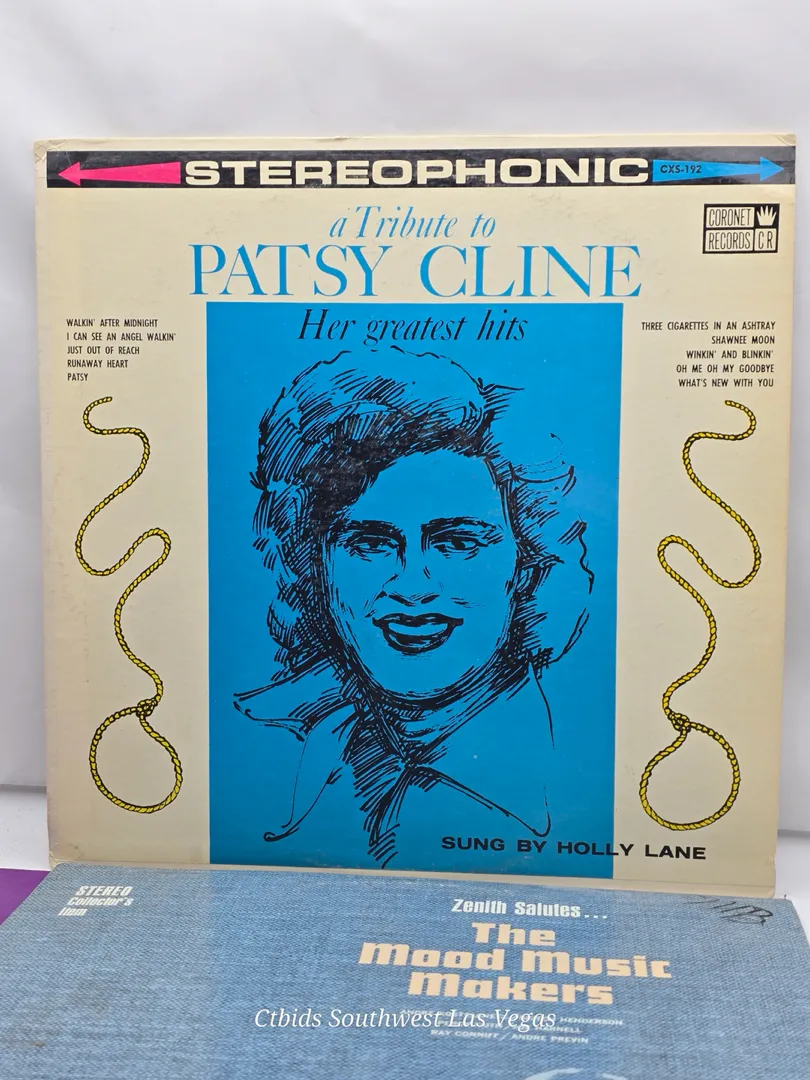 STEREOPHONIC
CXS-192
a Tribute to
PATSY CLINE
CORONET
RECORDS CR
Her greatest hits
WALKIN' AFTER MIDNIGHT
I CAN SEE AN ANGEL WALKIN'
JUST OUT OF REACH
RUNAWAY HEART
PATSY
THREE CIGARETTES IN AN ASHTRAY
SHAWNEE MOON
WINKIN' AND BLINKIN'
OH ME OH MY GOODBYE
WHAT'S NEW WITH YOU
SUNG BY HOLLY LANE
STEREO
Collector's
Item
Zenith Salutes...
The
Mood Music
Makers
HENDERSON
Ctbids Southwest Las Vegas
RAY CONNIFF / ANDRE PREVIN